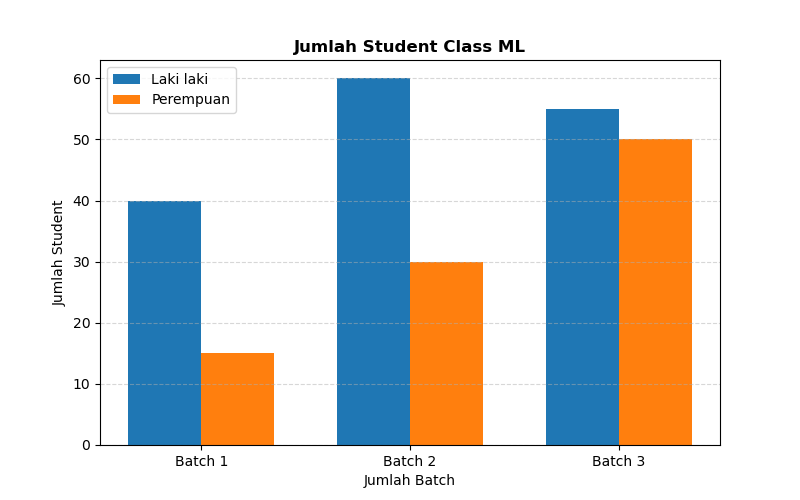 Jumlah Student Class ML
Laki laki
Perempuan
60
50
40
30
20
10
0
Jumlah Student
Batch 1
Batch 2
Batch 3
Jumlah Batch